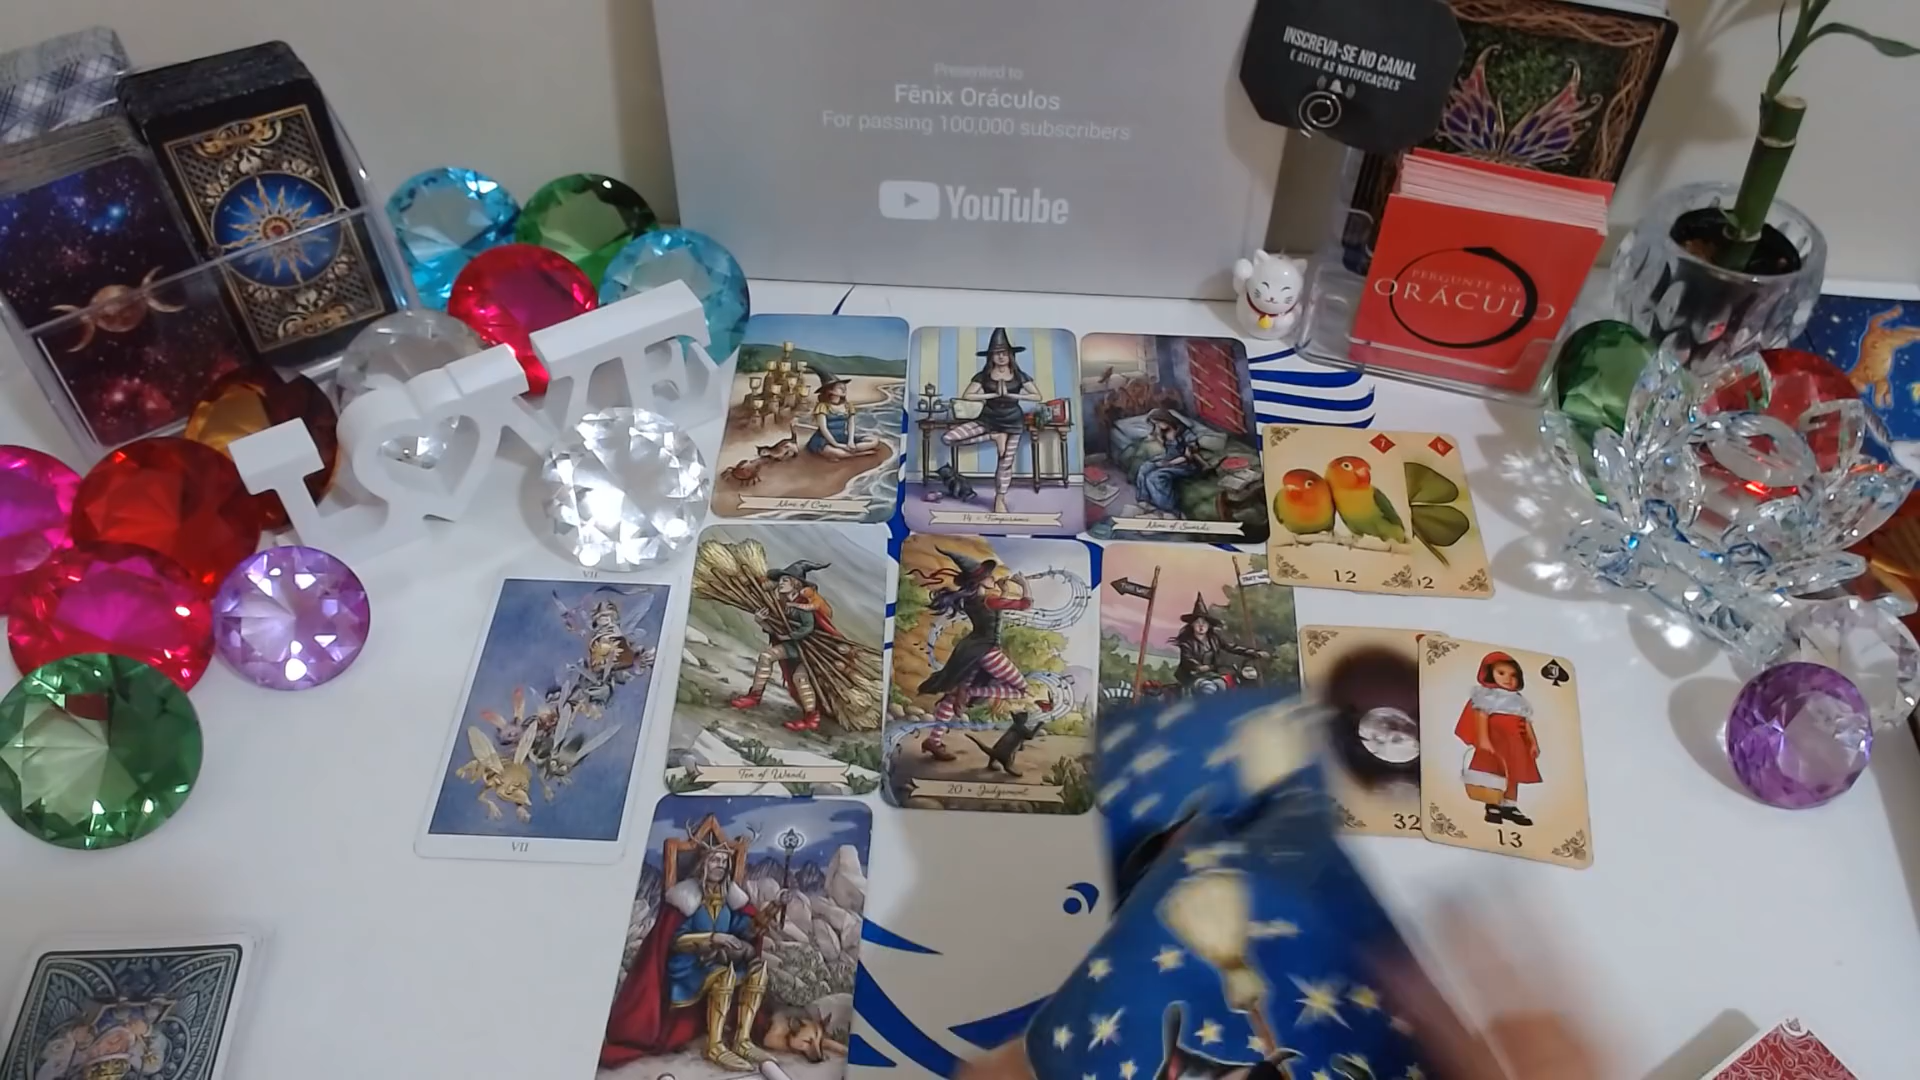 Presented to
Fênix Oráculos
For passing 100,000 subscribers
YouTube
INSCREVA-SE NO CANAL
E ATIVE AS NOTIFICAÇÕES
PERGUNTE AO
ORÁCULO
LOVE
Nine of Cups
14 - Temperance
Nine of Swords
7
6
12
2
VII
VII
Ten of Wands
20 - Judgement
32
J
13